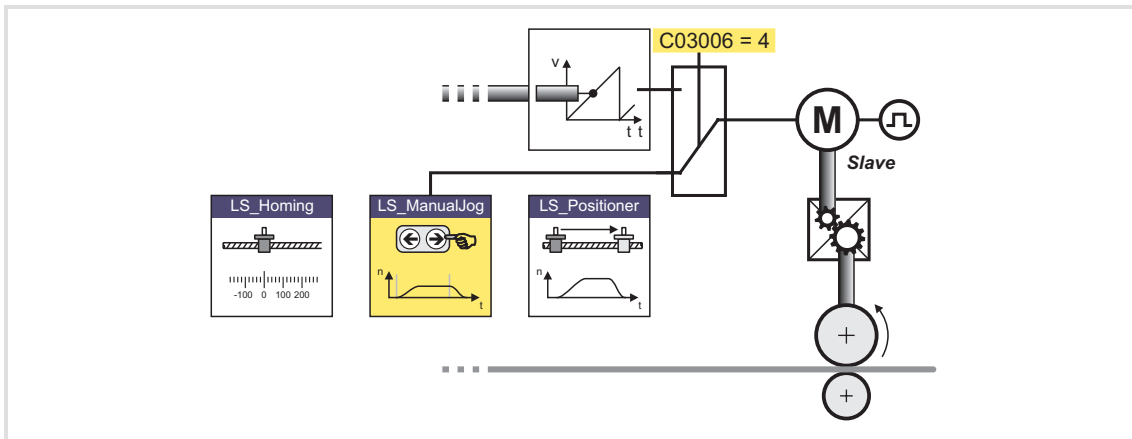 C03006 = 4
v
t t
M
Slave
LS_Homing
-100 0 100 200
LS_ManualJog
n
t
LS_Positioner
n
t